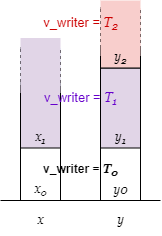 v_writer = T₂
y₂
v_writer = T₁
x₁ y₁
v_writer = T₀
x₀ y0
x y